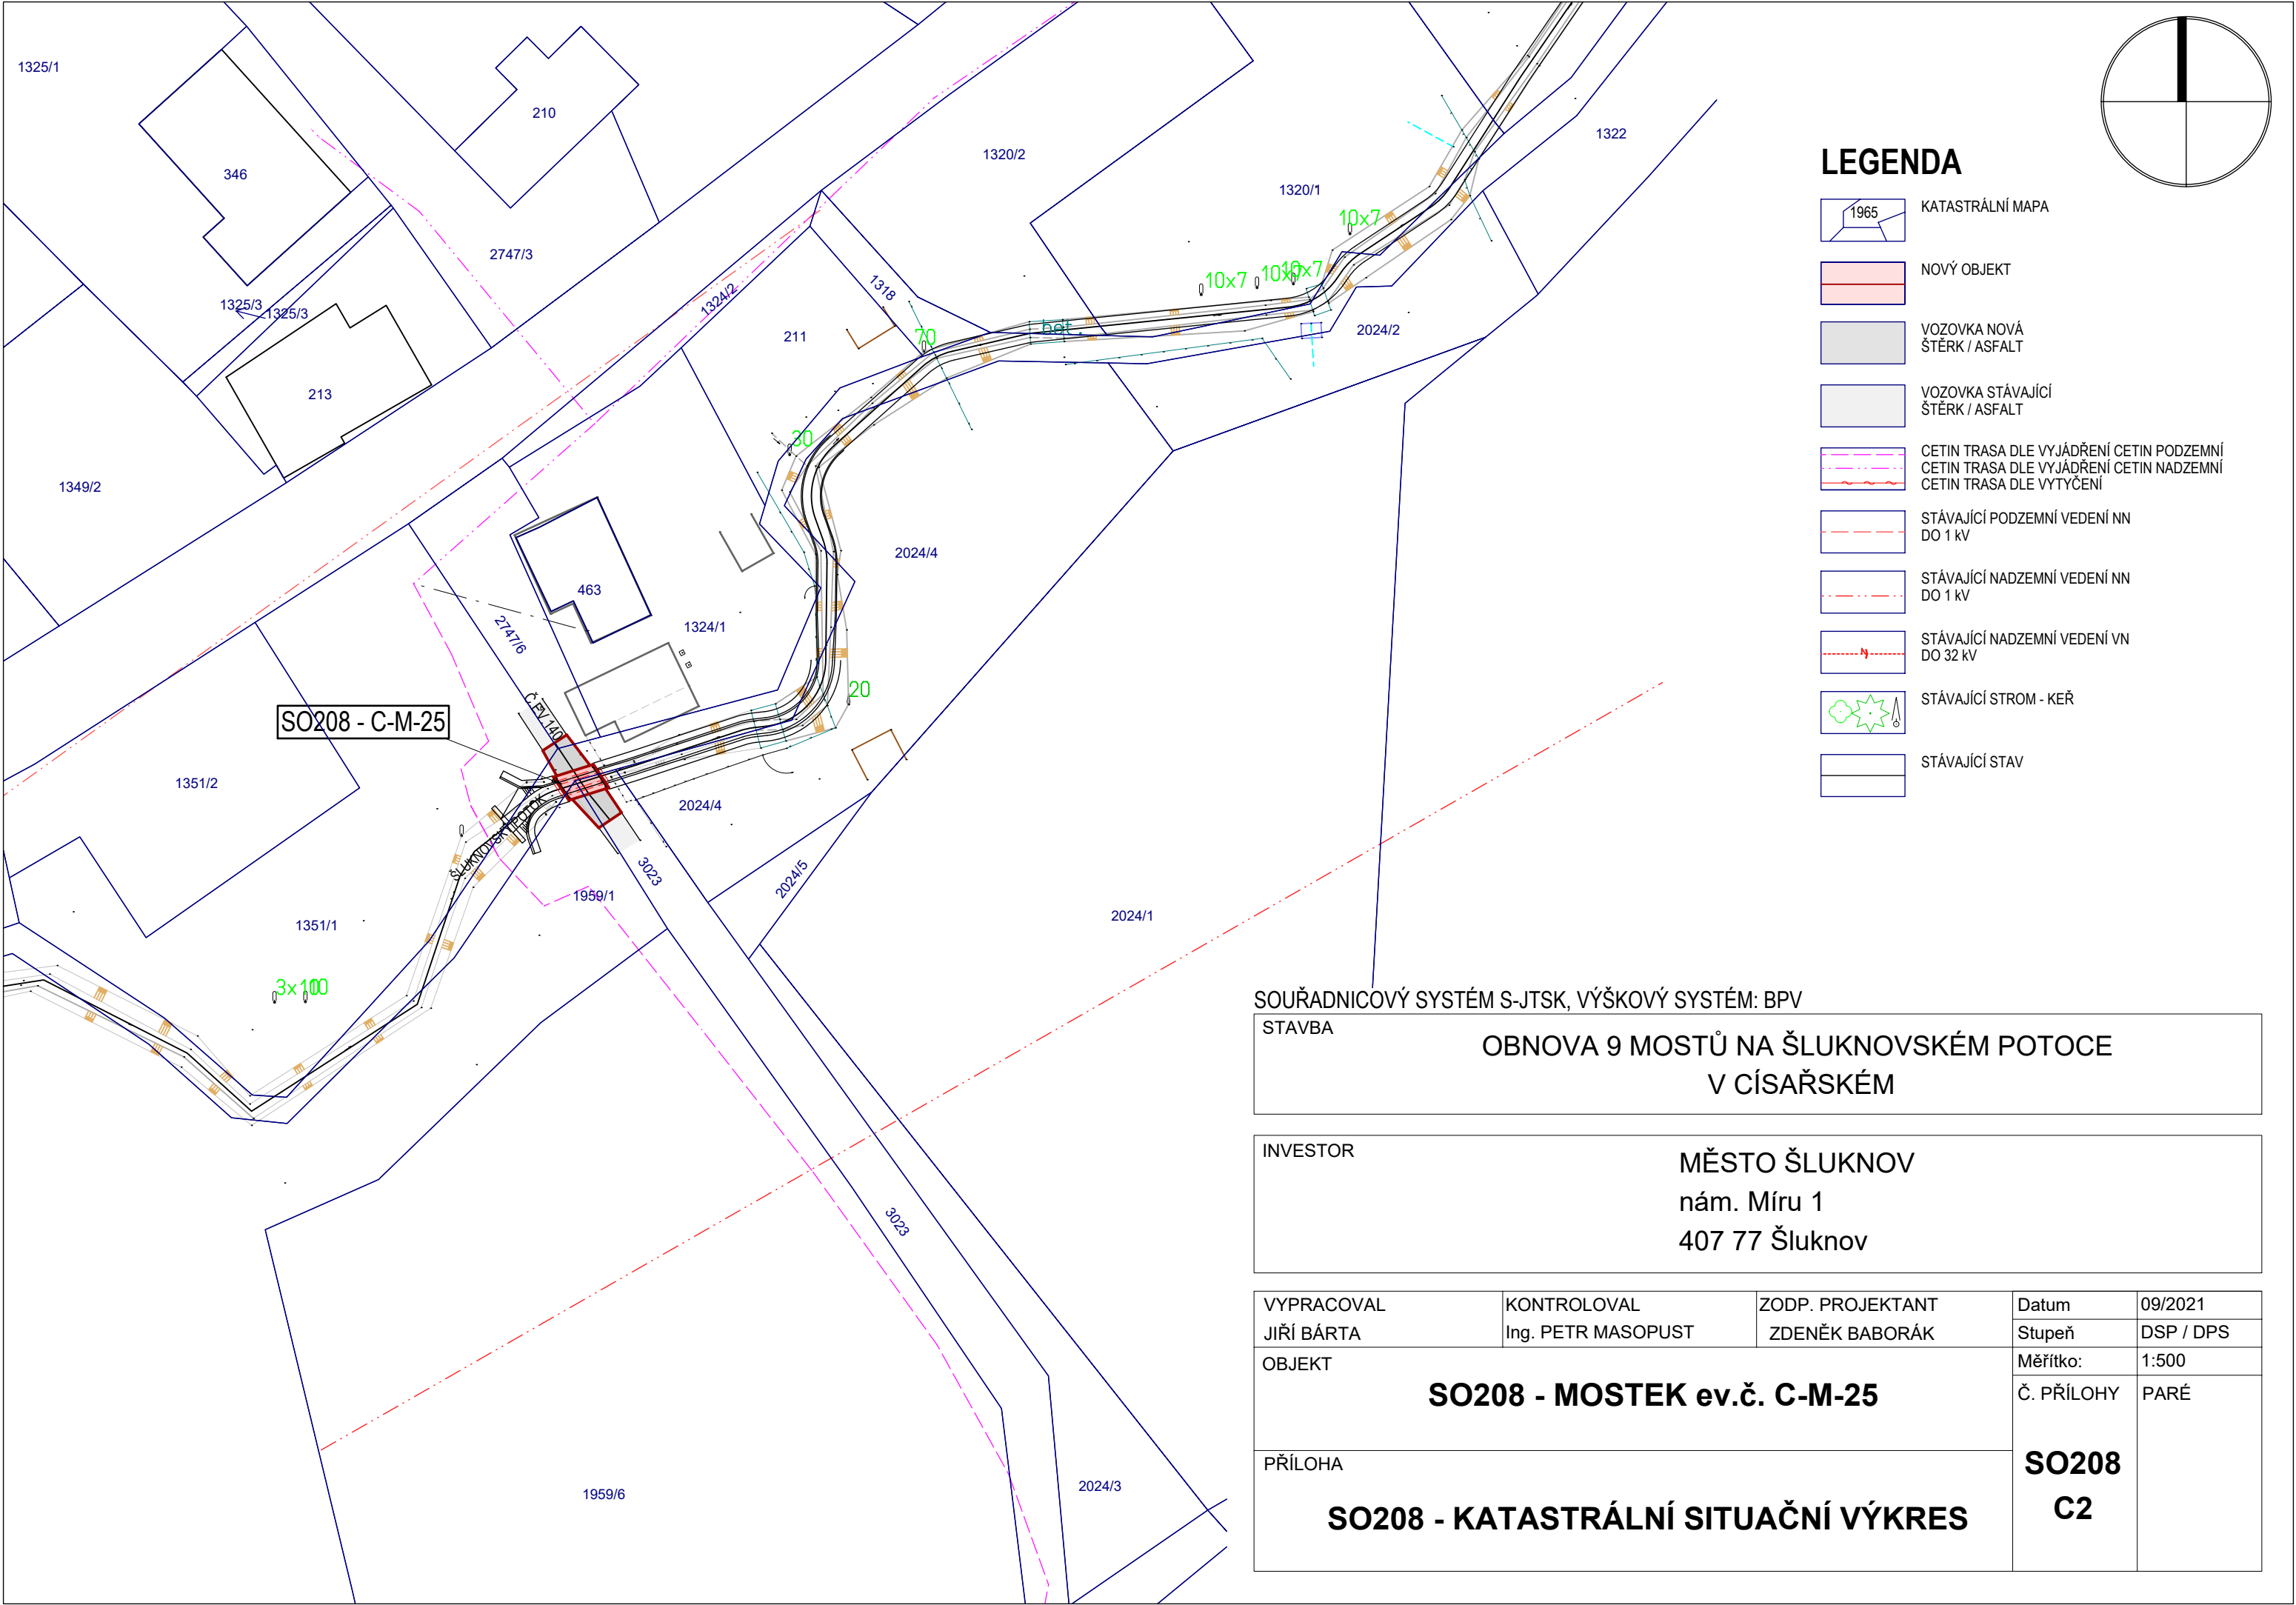 1325/1
346
210
2747/3
1325/3
1325/3
213
1349/2
1324/2
1318
211
1320/2
1320/1
1322
10x7
10x7
10x7
2024/2
70
bet.
30
2024/4
463
2747/6
1324/1
20
Č.EV.140
SO208 - C-M-25
ŠLUKNOVSKÝ POTOK
1351/2
2024/4
3023
2024/5
1959/1
1351/1
2024/1
3x10
3023
1959/6
2024/3
LEGENDA
1965
KATASTRÁLNÍ MAPA
NOVÝ OBJEKT
VOZOVKA NOVÁ
ŠTĚRK / ASFALT
VOZOVKA STÁVAJÍCÍ
ŠTĚRK / ASFALT
CETIN TRASA DLE VYJÁDŘENÍ CETIN PODZEMNÍ
CETIN TRASA DLE VYJÁDŘENÍ CETIN NADZEMNÍ
CETIN TRASA DLE VYTYČENÍ
STÁVAJÍCÍ PODZEMNÍ VEDENÍ NN
DO 1 kV
STÁVAJÍCÍ NADZEMNÍ VEDENÍ NN
DO 1 kV
STÁVAJÍCÍ NADZEMNÍ VEDENÍ VN
DO 32 kV
STÁVAJÍCÍ STROM - KEŘ
STÁVAJÍCÍ STAV
SOUŘADNICOVÝ SYSTÉM S-JTSK, VÝŠKOVÝ SYSTÉM: BPV
STAVBA
OBNOVA 9 MOSTŮ NA ŠLUKNOVSKÉM POTOCE
V CÍSAŘSKÉM
INVESTOR
MĚSTO ŠLUKNOV
nám. Míru 1
407 77 Šluknov
VYPRACOVAL
JIŘÍ BÁRTA
KONTROLOVAL
Ing. PETR MASOPUST
ZODP. PROJEKTANT
ZDENĚK BABORÁK
Datum 09/2021
Stupeň DSP / DPS
Měřítko: 1:500
Č. PŘÍLOHY PARÉ
OBJEKT
SO208 - MOSTEK ev.č. C-M-25
PŘÍLOHA
SO208 - KATASTRÁLNÍ SITUAČNÍ VÝKRES
SO208
C2